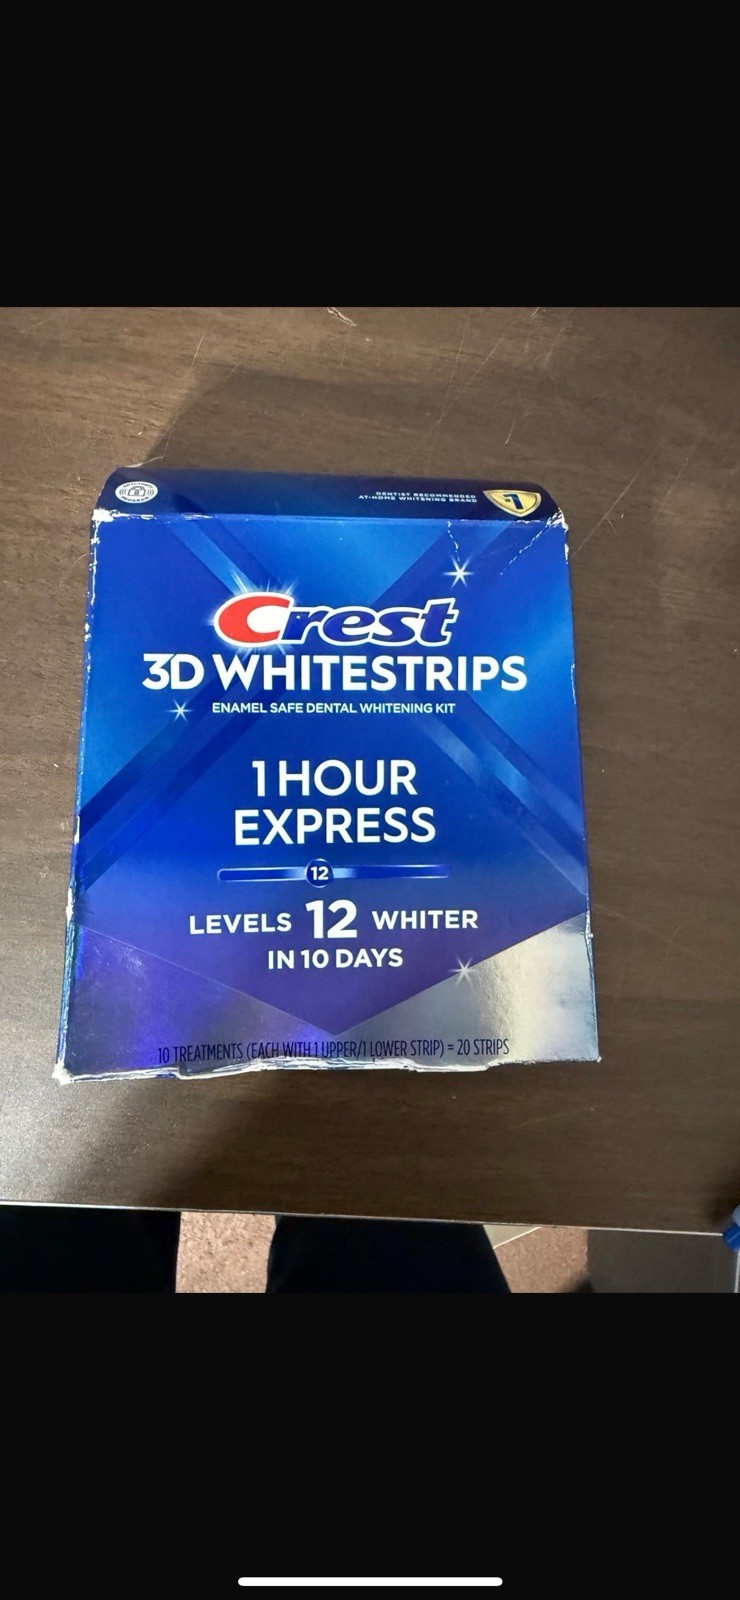 DENTIST RECOMMENDED
AT-HOME WHITENING BRAND
1
Crest
3D WHITESTRIPS
ENAMEL SAFE DENTAL WHITENING KIT
1 HOUR
EXPRESS
12
LEVELS 12 WHITER
IN 10 DAYS
10 TREATMENTS (EACH WITH 1 UPPER/1 LOWER STRIP) = 20 STRIPS